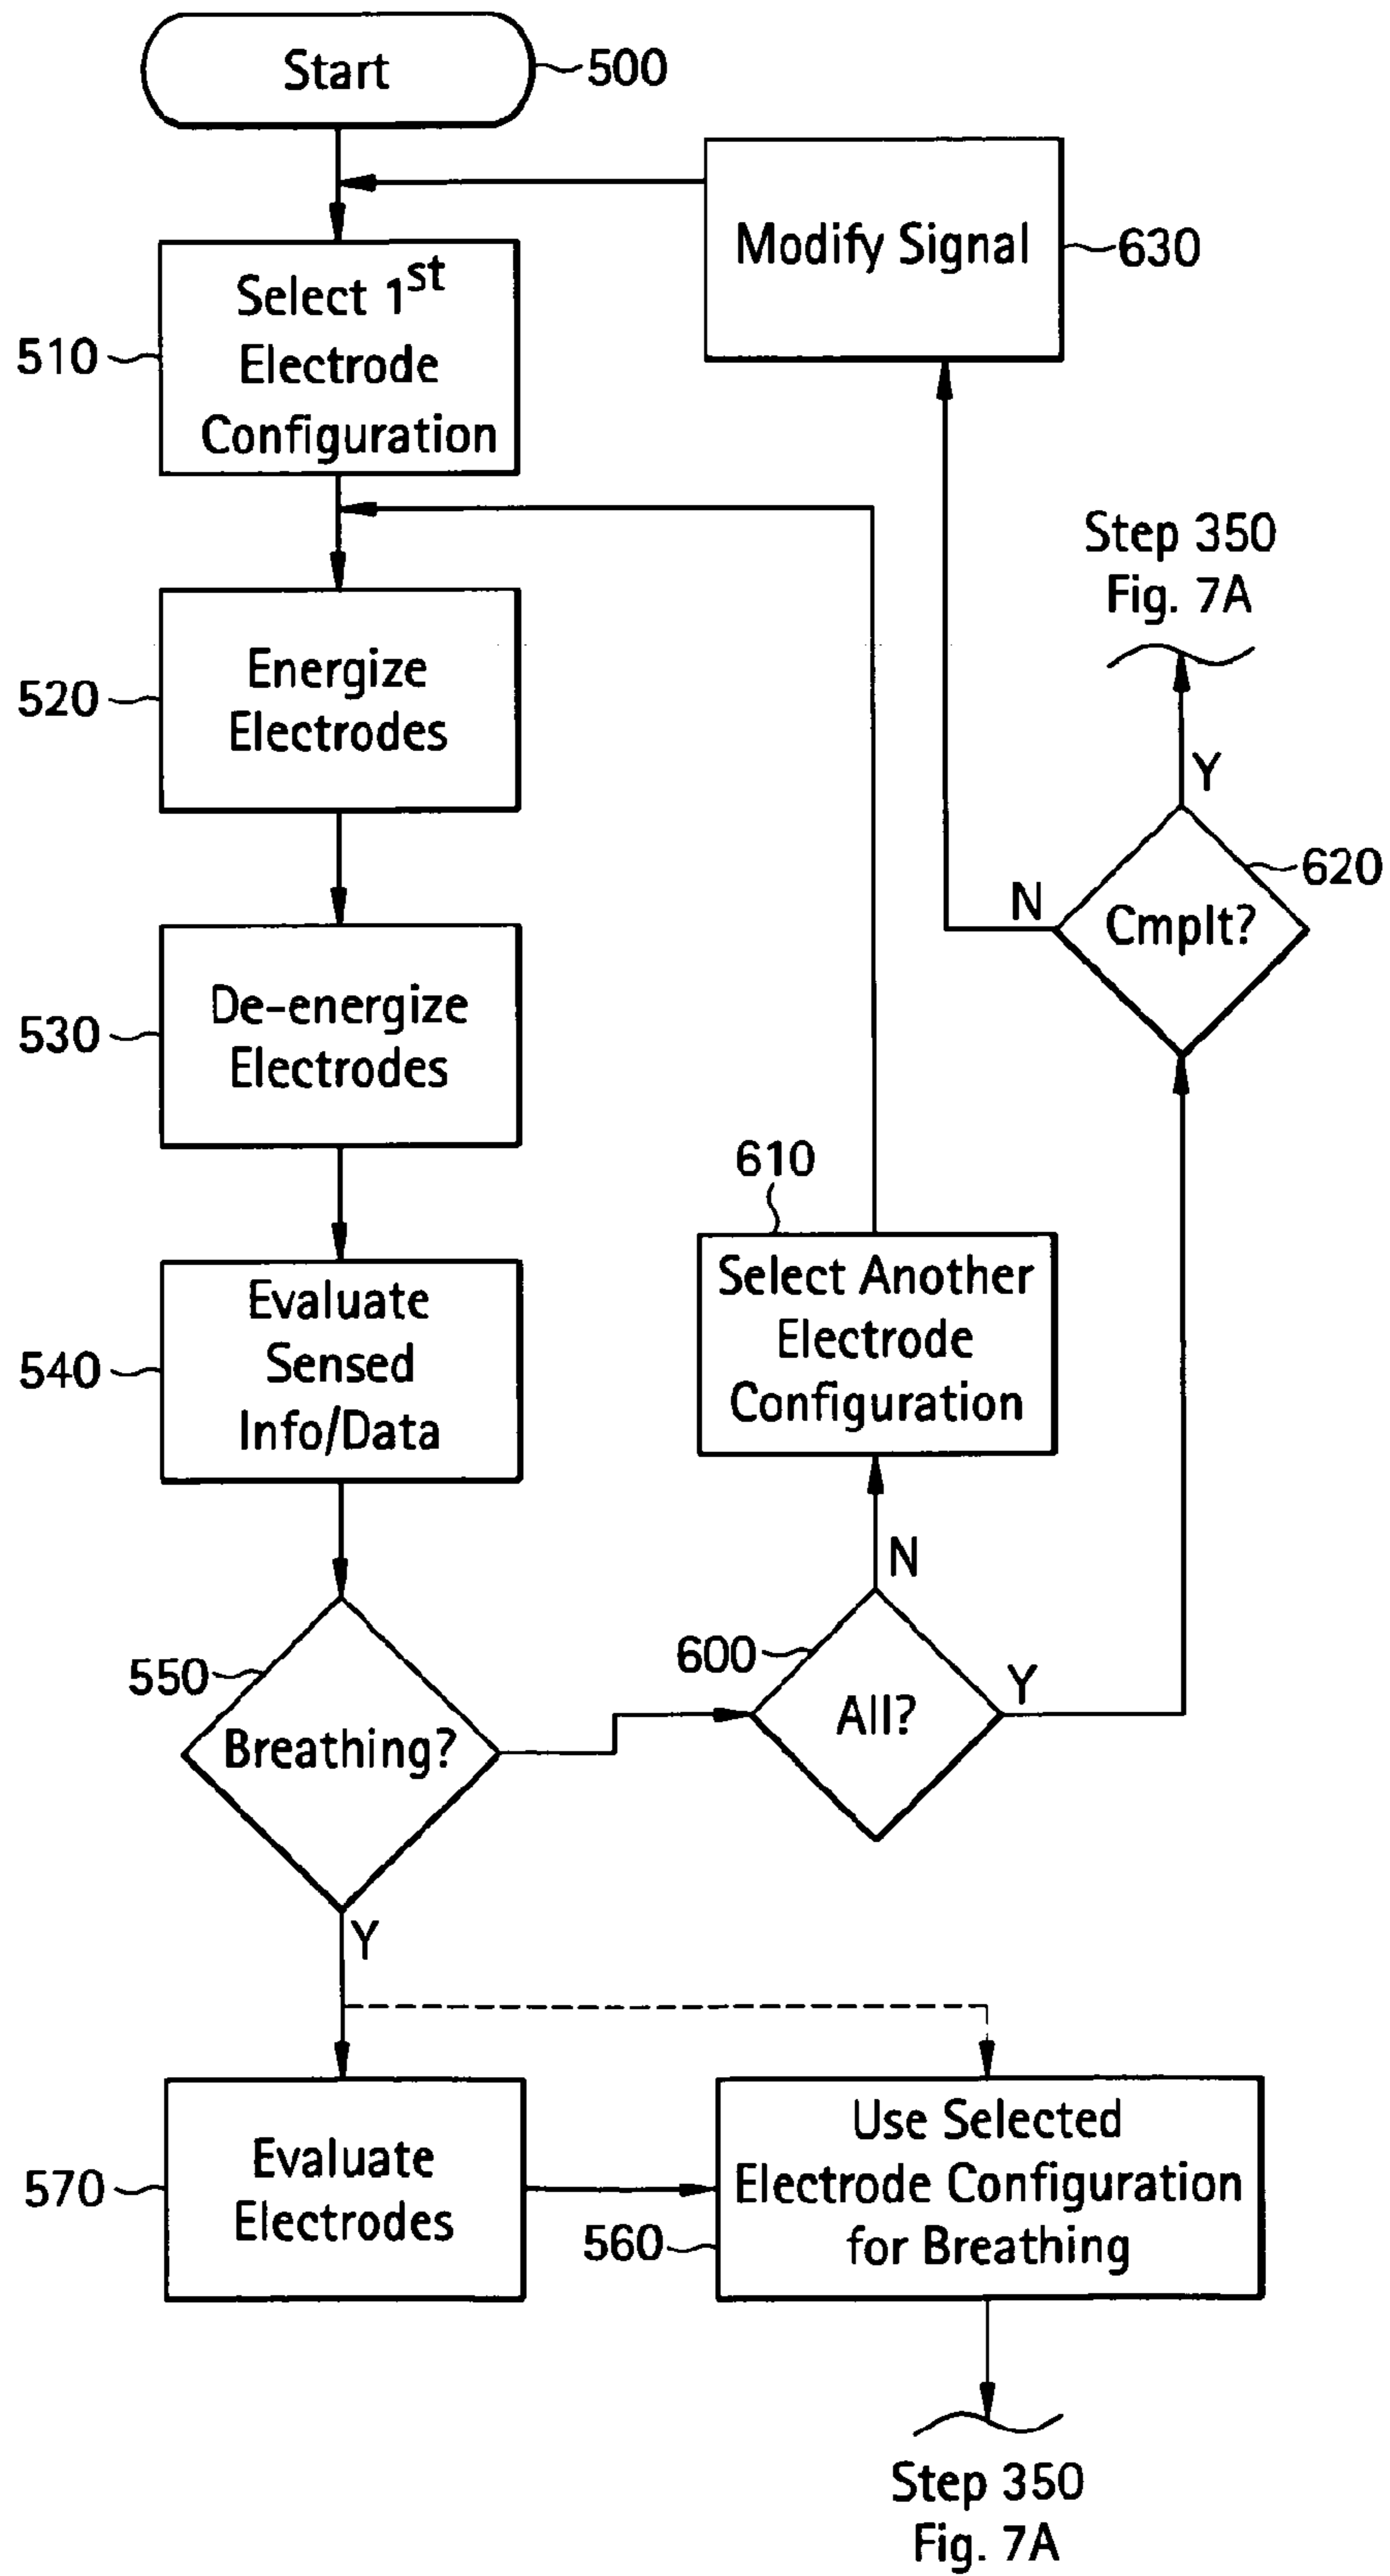 Start
500
Modify Signal
630
Select 1st
Electrode
Configuration
510
Step 350
Fig. 7A
Energize
Electrodes
520
Y
620
N
Cmplt?
De-energize
Electrodes
530
610
Select Another
Electrode
Configuration
Evaluate
Sensed
Info/Data
540
N
600
All?
Y
550
Breathing?
Y
Evaluate
Electrodes
570
Use Selected
Electrode Configuration
for Breathing
560
Step 350
Fig. 7A